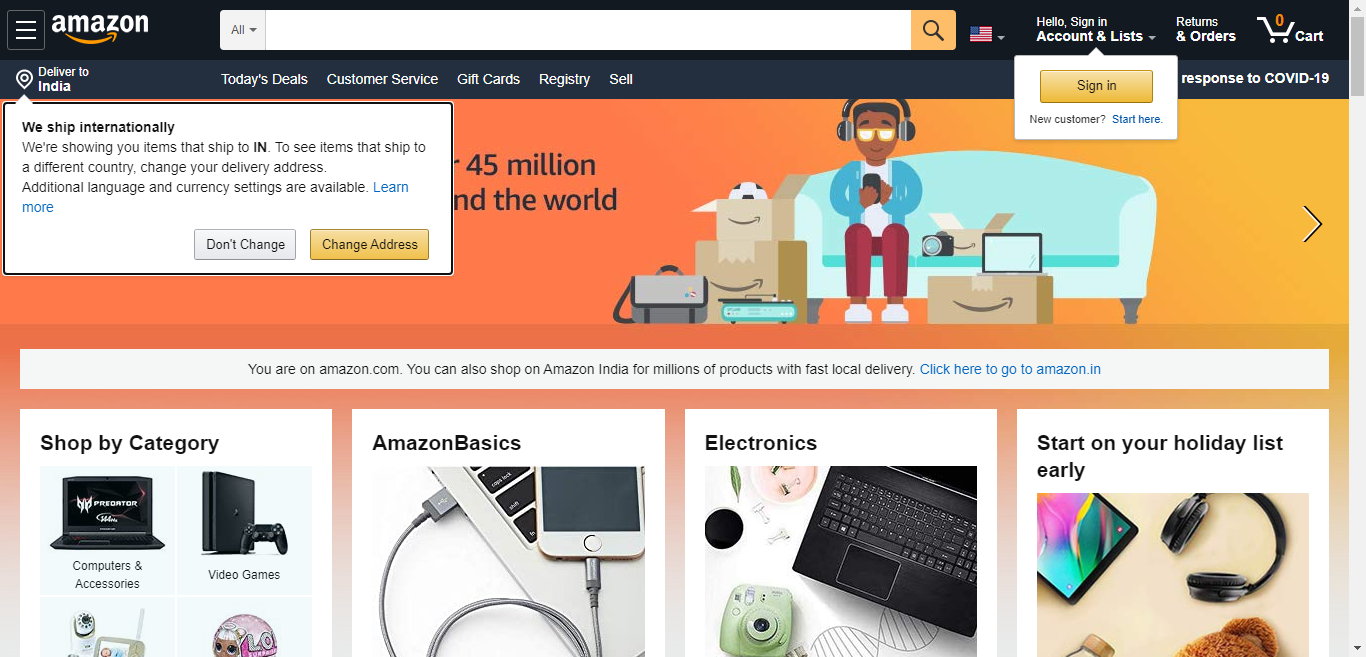 amazon
All
Hello, Sign in
Account & Lists
Returns
& Orders
0
Cart
Deliver to
India
Today's Deals
Customer Service
Gift Cards
Registry
Sell
response to COVID-19
Sign in
New customer? Start here.
We ship internationally
We're showing you items that ship to IN. To see items that ship to
a different country, change your delivery address.
Additional language and currency settings are available. Learn
more
Don't Change
Change Address
45 million
nd the world
You are on amazon.com. You can also shop on Amazon India for millions of products with fast local delivery. Click here to go to amazon.in
Shop by Category
PREDATOR
144Hz
Computers &
Accessories
Video Games
AmazonBasics
caps lock
shift
Electronics
Start on your holiday list
early